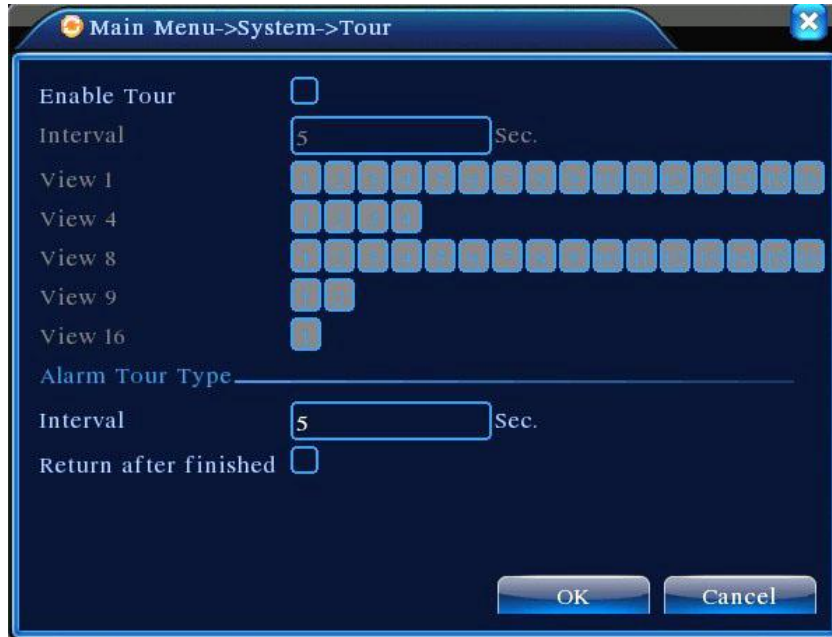 Main Menu->System->Tour
Enable Tour
Interval 5 Sec.
View 1
View 4
View 8
View 9
View 16
Alarm Tour Type
Interval 5 Sec.
Return after finished
OK Cancel